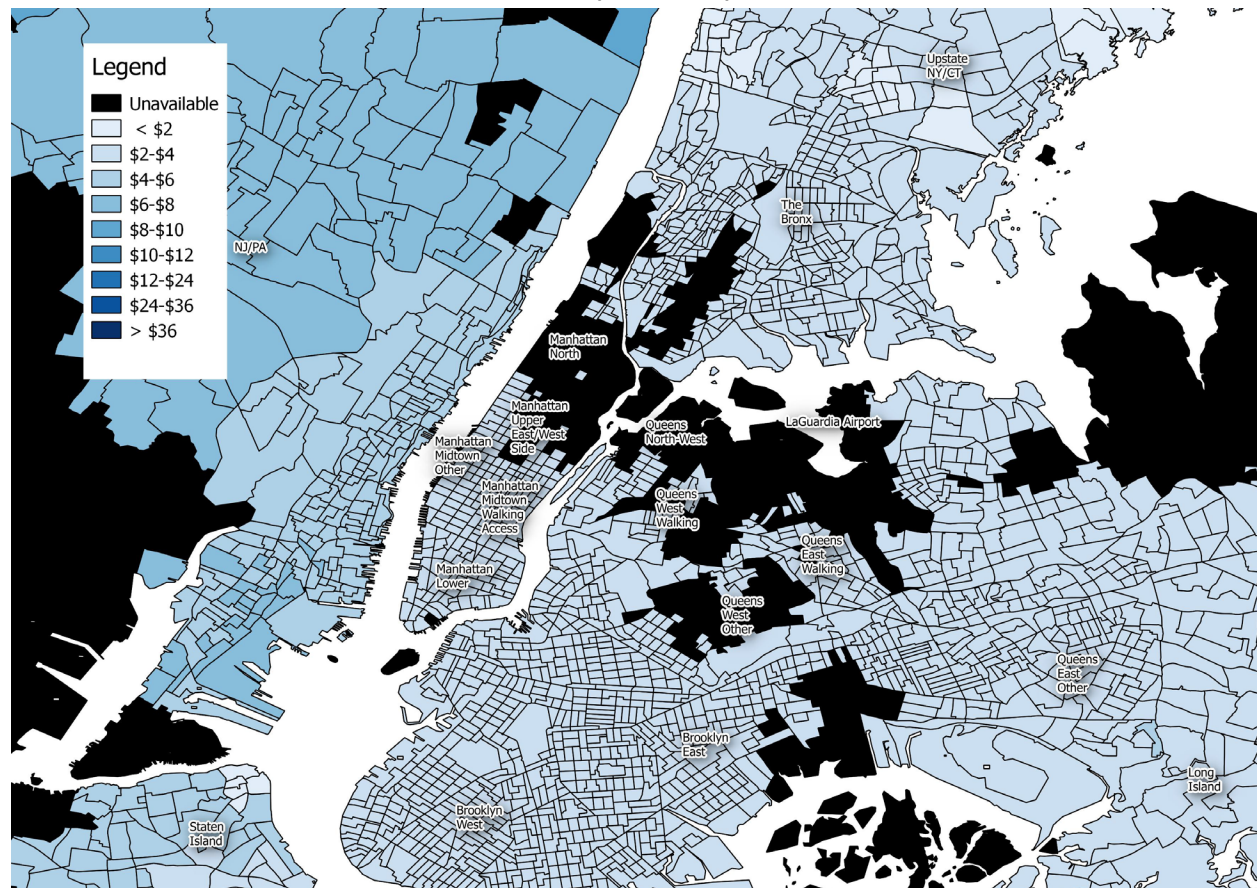 Legend
Unavailable
< $2
$2-$4
$4-$6
$6-$8
$8-$10
$10-$12
$12-$24
$24-$36
> $36
Upstate
NY/CT
The
Bronx
NJ/PA
Manhattan
North
Manhattan
Upper
East/West
Side
LaGuardia Airport
Queens
North-West
Manhattan
Midtown
Other
Manhattan
Midtown
Walking
Access
Queens
West
Walking
Queens
East
Walking
Manhattan
Lower
Queens
West
Other
Queens
East
Other
Brooklyn
East
Long
Island
Brooklyn
West
Staten
Island